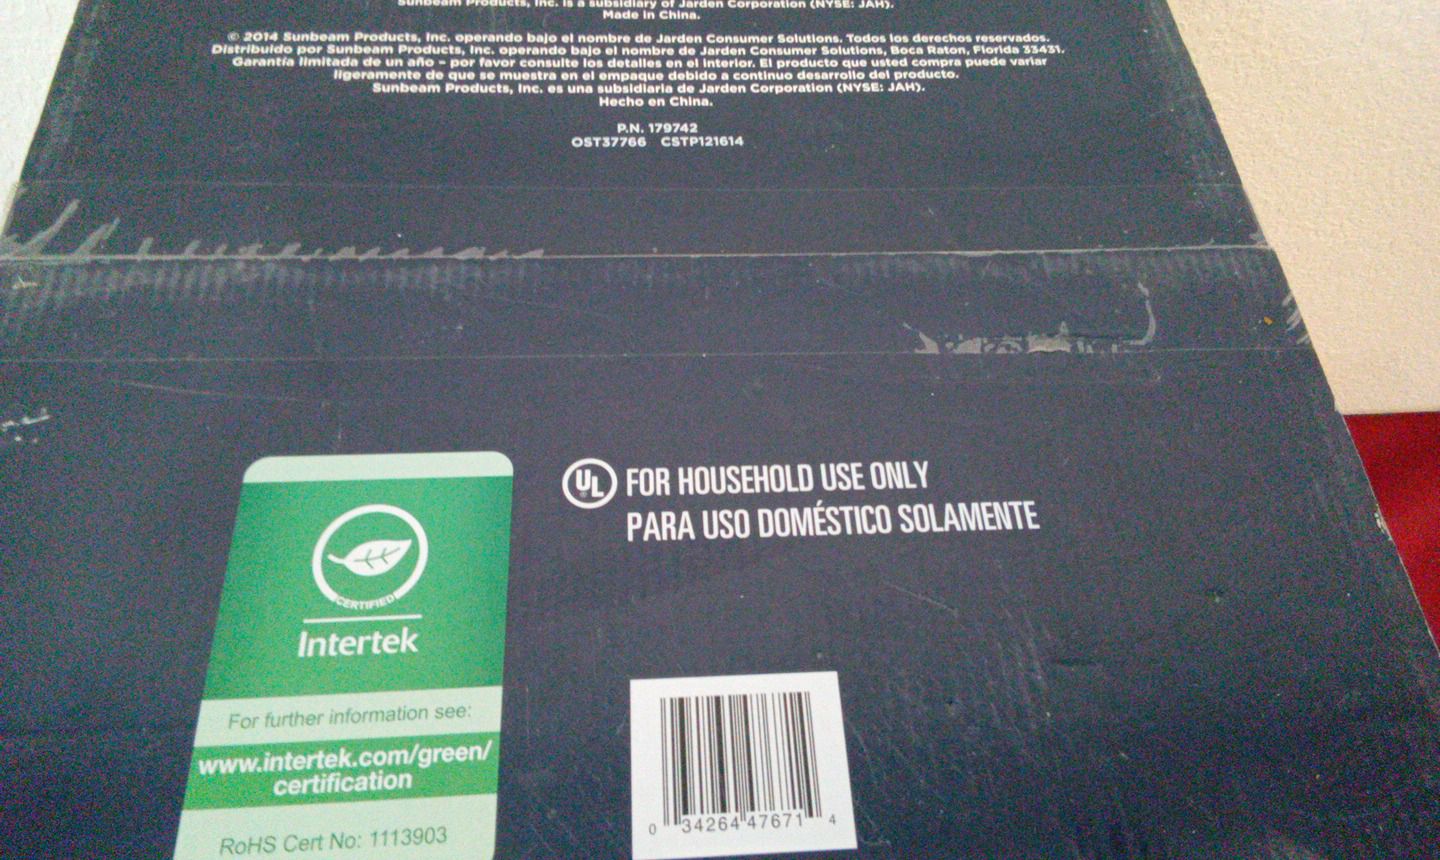 Sunbeam Products, Inc. is a subsidiary of Jarden Corporation (NYSE: JAH).
Made in China.
© 2014 Sunbeam Products, Inc. operando bajo el nombre de Jarden Consumer Solutions. Todos los derechos reservados.
Distribuido por Sunbeam Products, Inc. operando bajo el nombre de Jarden Consumer Solutions, Boca Raton, Florida 33431.
Garantía limitada de un año – por favor consulte los detalles en el interior. El producto que usted compra puede variar
ligeramente de que se muestra en el empaque debido a continuo desarrollo del producto.
Sunbeam Products, Inc. es una subsidiaria de Jarden Corporation (NYSE: JAH).
Hecho en China.
P.N. 179742
OST37766 CSTP121614
UL FOR HOUSEHOLD USE ONLY
PARA USO DOMÉSTICO SOLAMENTE
CERTIFIED
Intertek
For further information see:
www.intertek.com/green/
certification
RoHS Cert No: 1113903
0 34264 47671 4